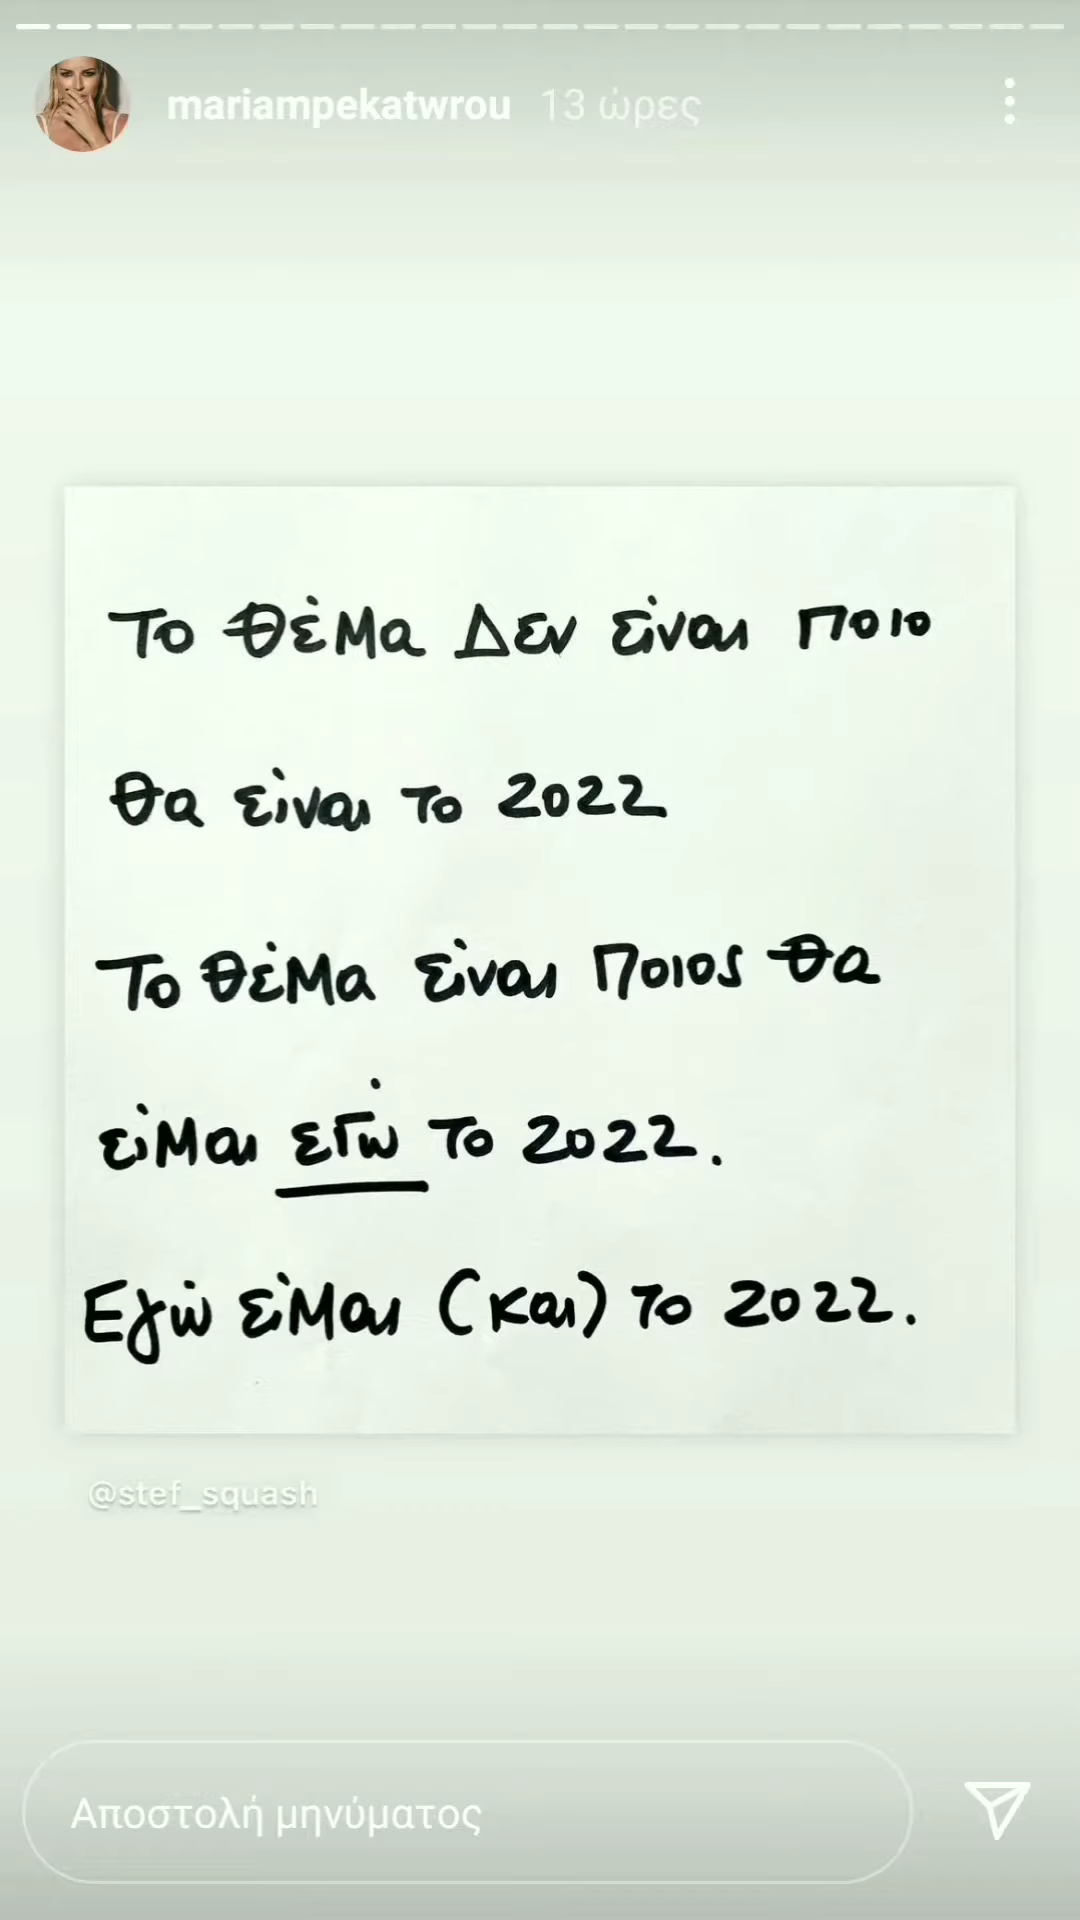 mariampekatwrou 13 ώρες
Το θέμα Δεν είναι ποιο
θα είναι το 2022
Το θέμα είναι ποιος θα
είμαι εγώ το 2022.
Εγώ είμαι (και) το 2022.
@stef_squash
Αποστολή μηνύματος